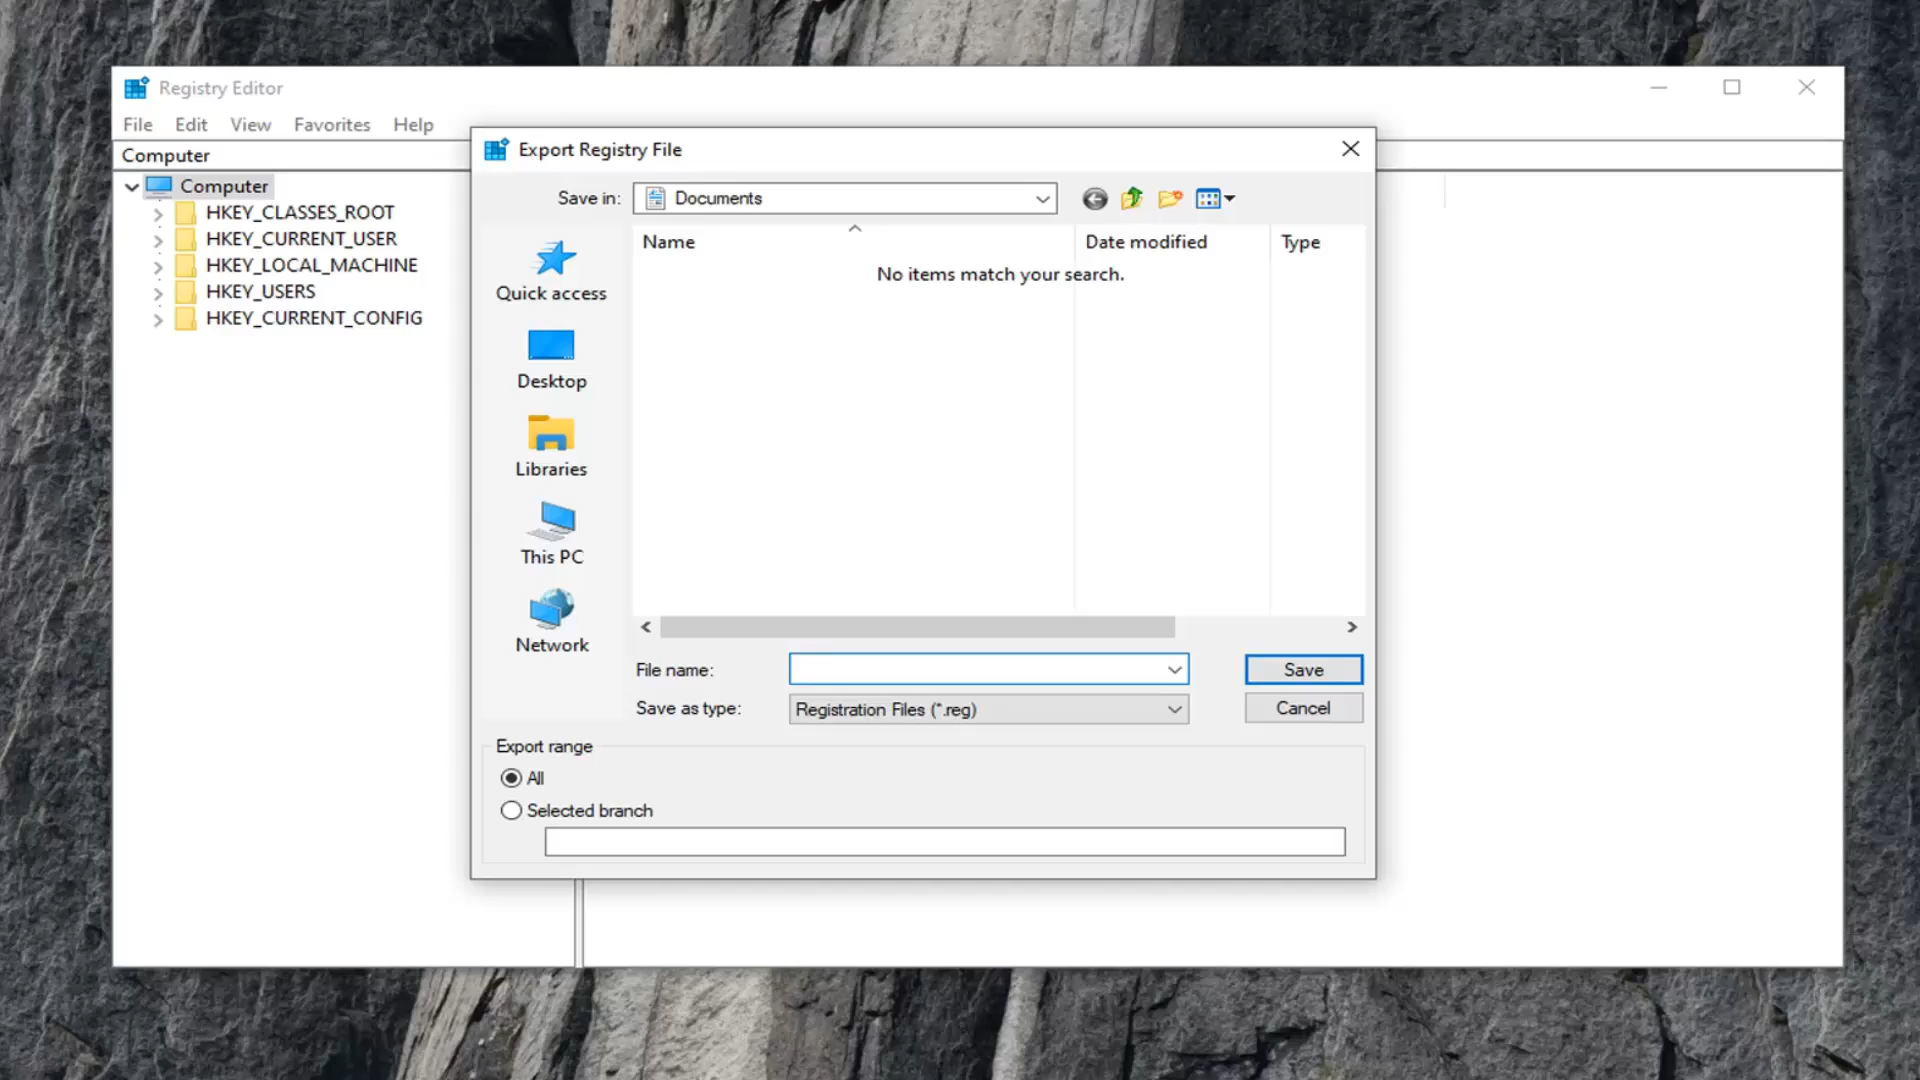 Registry Editor
File Edit View Favorites Help
Computer
Computer
HKEY_CLASSES_ROOT
HKEY_CURRENT_USER
HKEY_LOCAL_MACHINE
HKEY_USERS
HKEY_CURRENT_CONFIG
Export Registry File
Save in: Documents
Quick access
Desktop
Libraries
This PC
Network
Name Date modified Type
No items match your search.
File name: Save
Save as type: Registration Files (*.reg) Cancel
Export range
All
Selected branch